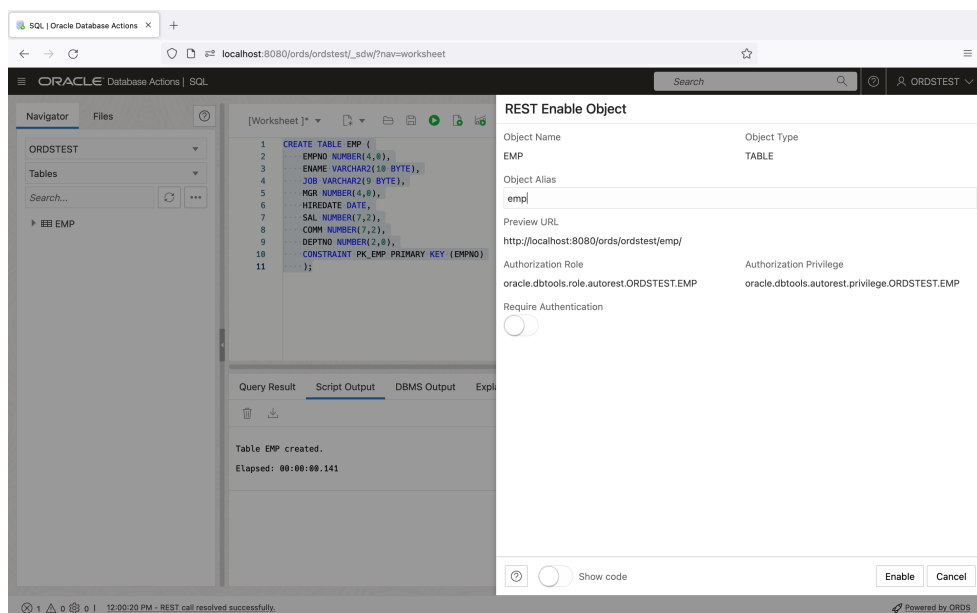 SQL | Oracle Database Actions
localhost:8080/ords/ordstest/_sdw/?nav=worksheet
ORACLE Database Actions | SQL
Search
ORDSTEST
Navigator
Files
ORDSTEST
Tables
Search...
EMP
[Worksheet ]*
1 CREATE TABLE EMP (
2 EMPNO NUMBER(4,0),
3 ENAME VARCHAR2(10 BYTE),
4 JOB VARCHAR2(9 BYTE),
5 MGR NUMBER(4,0),
6 HIREDATE DATE,
7 SAL NUMBER(7,2),
8 COMM NUMBER(7,2),
9 DEPTNO NUMBER(2,0),
10 CONSTRAINT PK_EMP PRIMARY KEY (EMPNO)
11 );
Query Result
Script Output
DBMS Output
Expla
Table EMP created.
Elapsed: 00:00:00.141
REST Enable Object
Object Name
Object Type
EMP
TABLE
Object Alias
emp
Preview URL
http://localhost:8080/ords/ordstest/emp/
Authorization Role
Authorization Privilege
oracle.dbtools.role.autorest.ORDSTEST.EMP
oracle.dbtools.autorest.privilege.ORDSTEST.EMP
Require Authentication
Show code
Enable
Cancel
1 0 0 | 12:00:20 PM - REST call resolved successfully.
Powered by ORDS